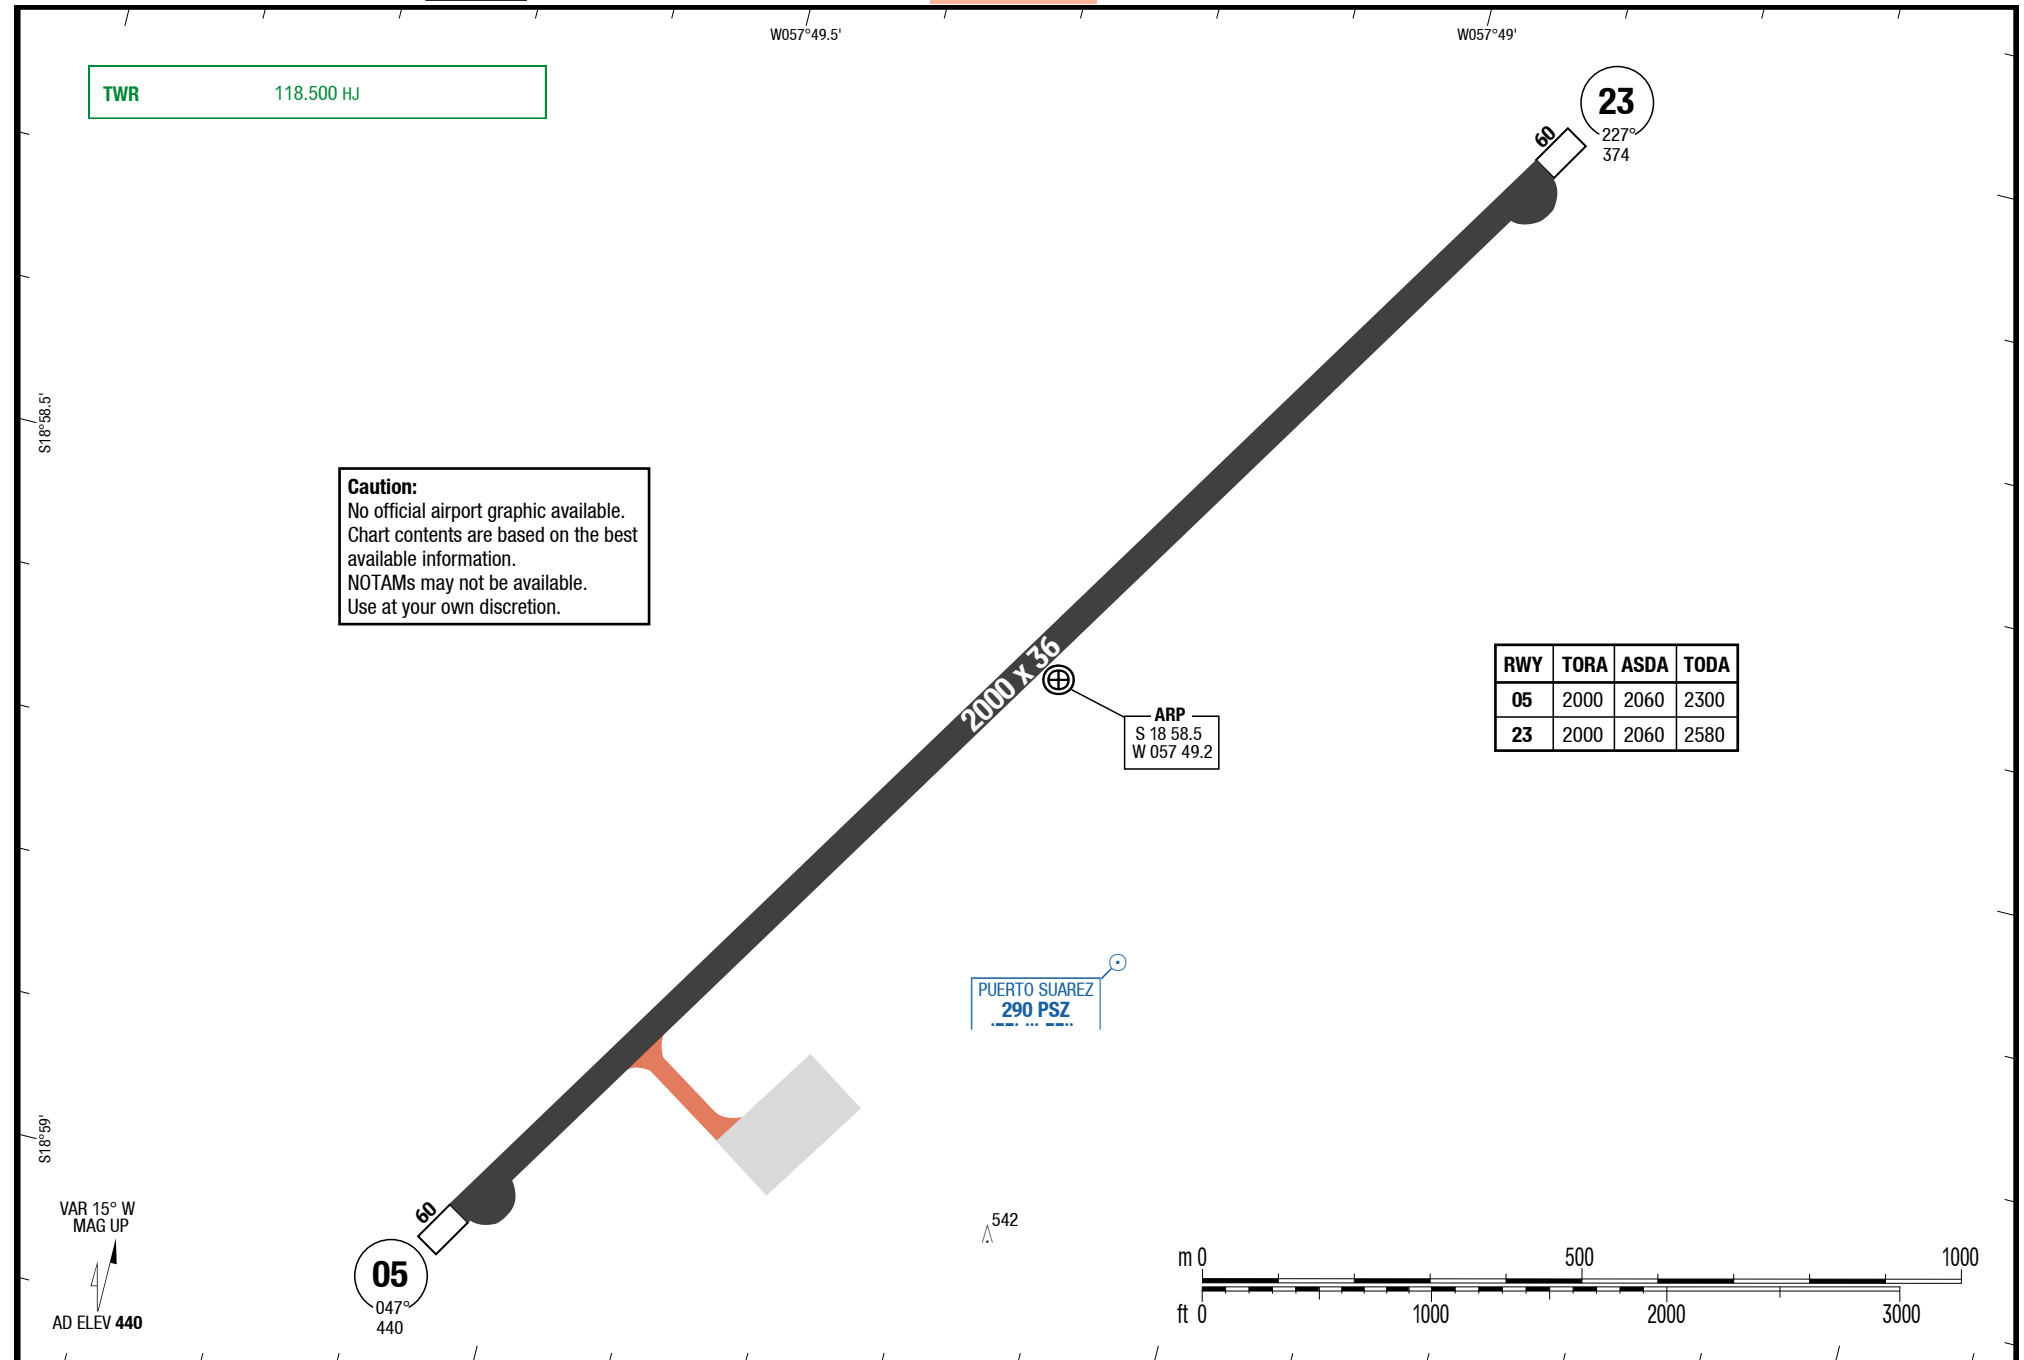 W057°49.5'
W057°49'
TWR 118.500 HJ
23
227°
374
60
S18°58.5'
Caution:
No official airport graphic available.
Chart contents are based on the best
available information.
NOTAMs may not be available.
Use at your own discretion.
2000 x 36
ARP
S 18 58.5
W 057 49.2
RWY TORA ASDA TODA
05 2000 2060 2300
23 2000 2060 2580
PUERTO SUAREZ
290 PSZ
S18°59'
60
05
047°
440
542
VAR 15° W
MAG UP
AD ELEV 440
m 0 500 1000
ft 0 1000 2000 3000